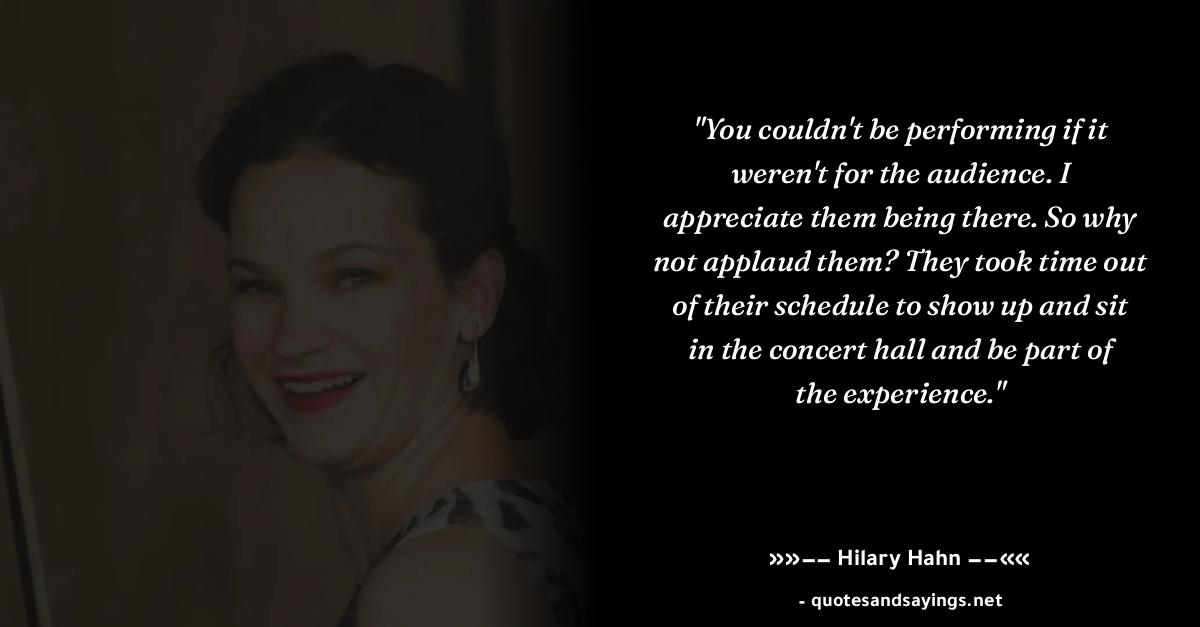 "You couldn't be performing if it
weren't for the audience. I
appreciate them being there. So why
not applaud them? They took time out
of their schedule to show up and sit
in the concert hall and be part of
the experience."
»»−− Hilary Hahn −−««
- quotesandsayings.net